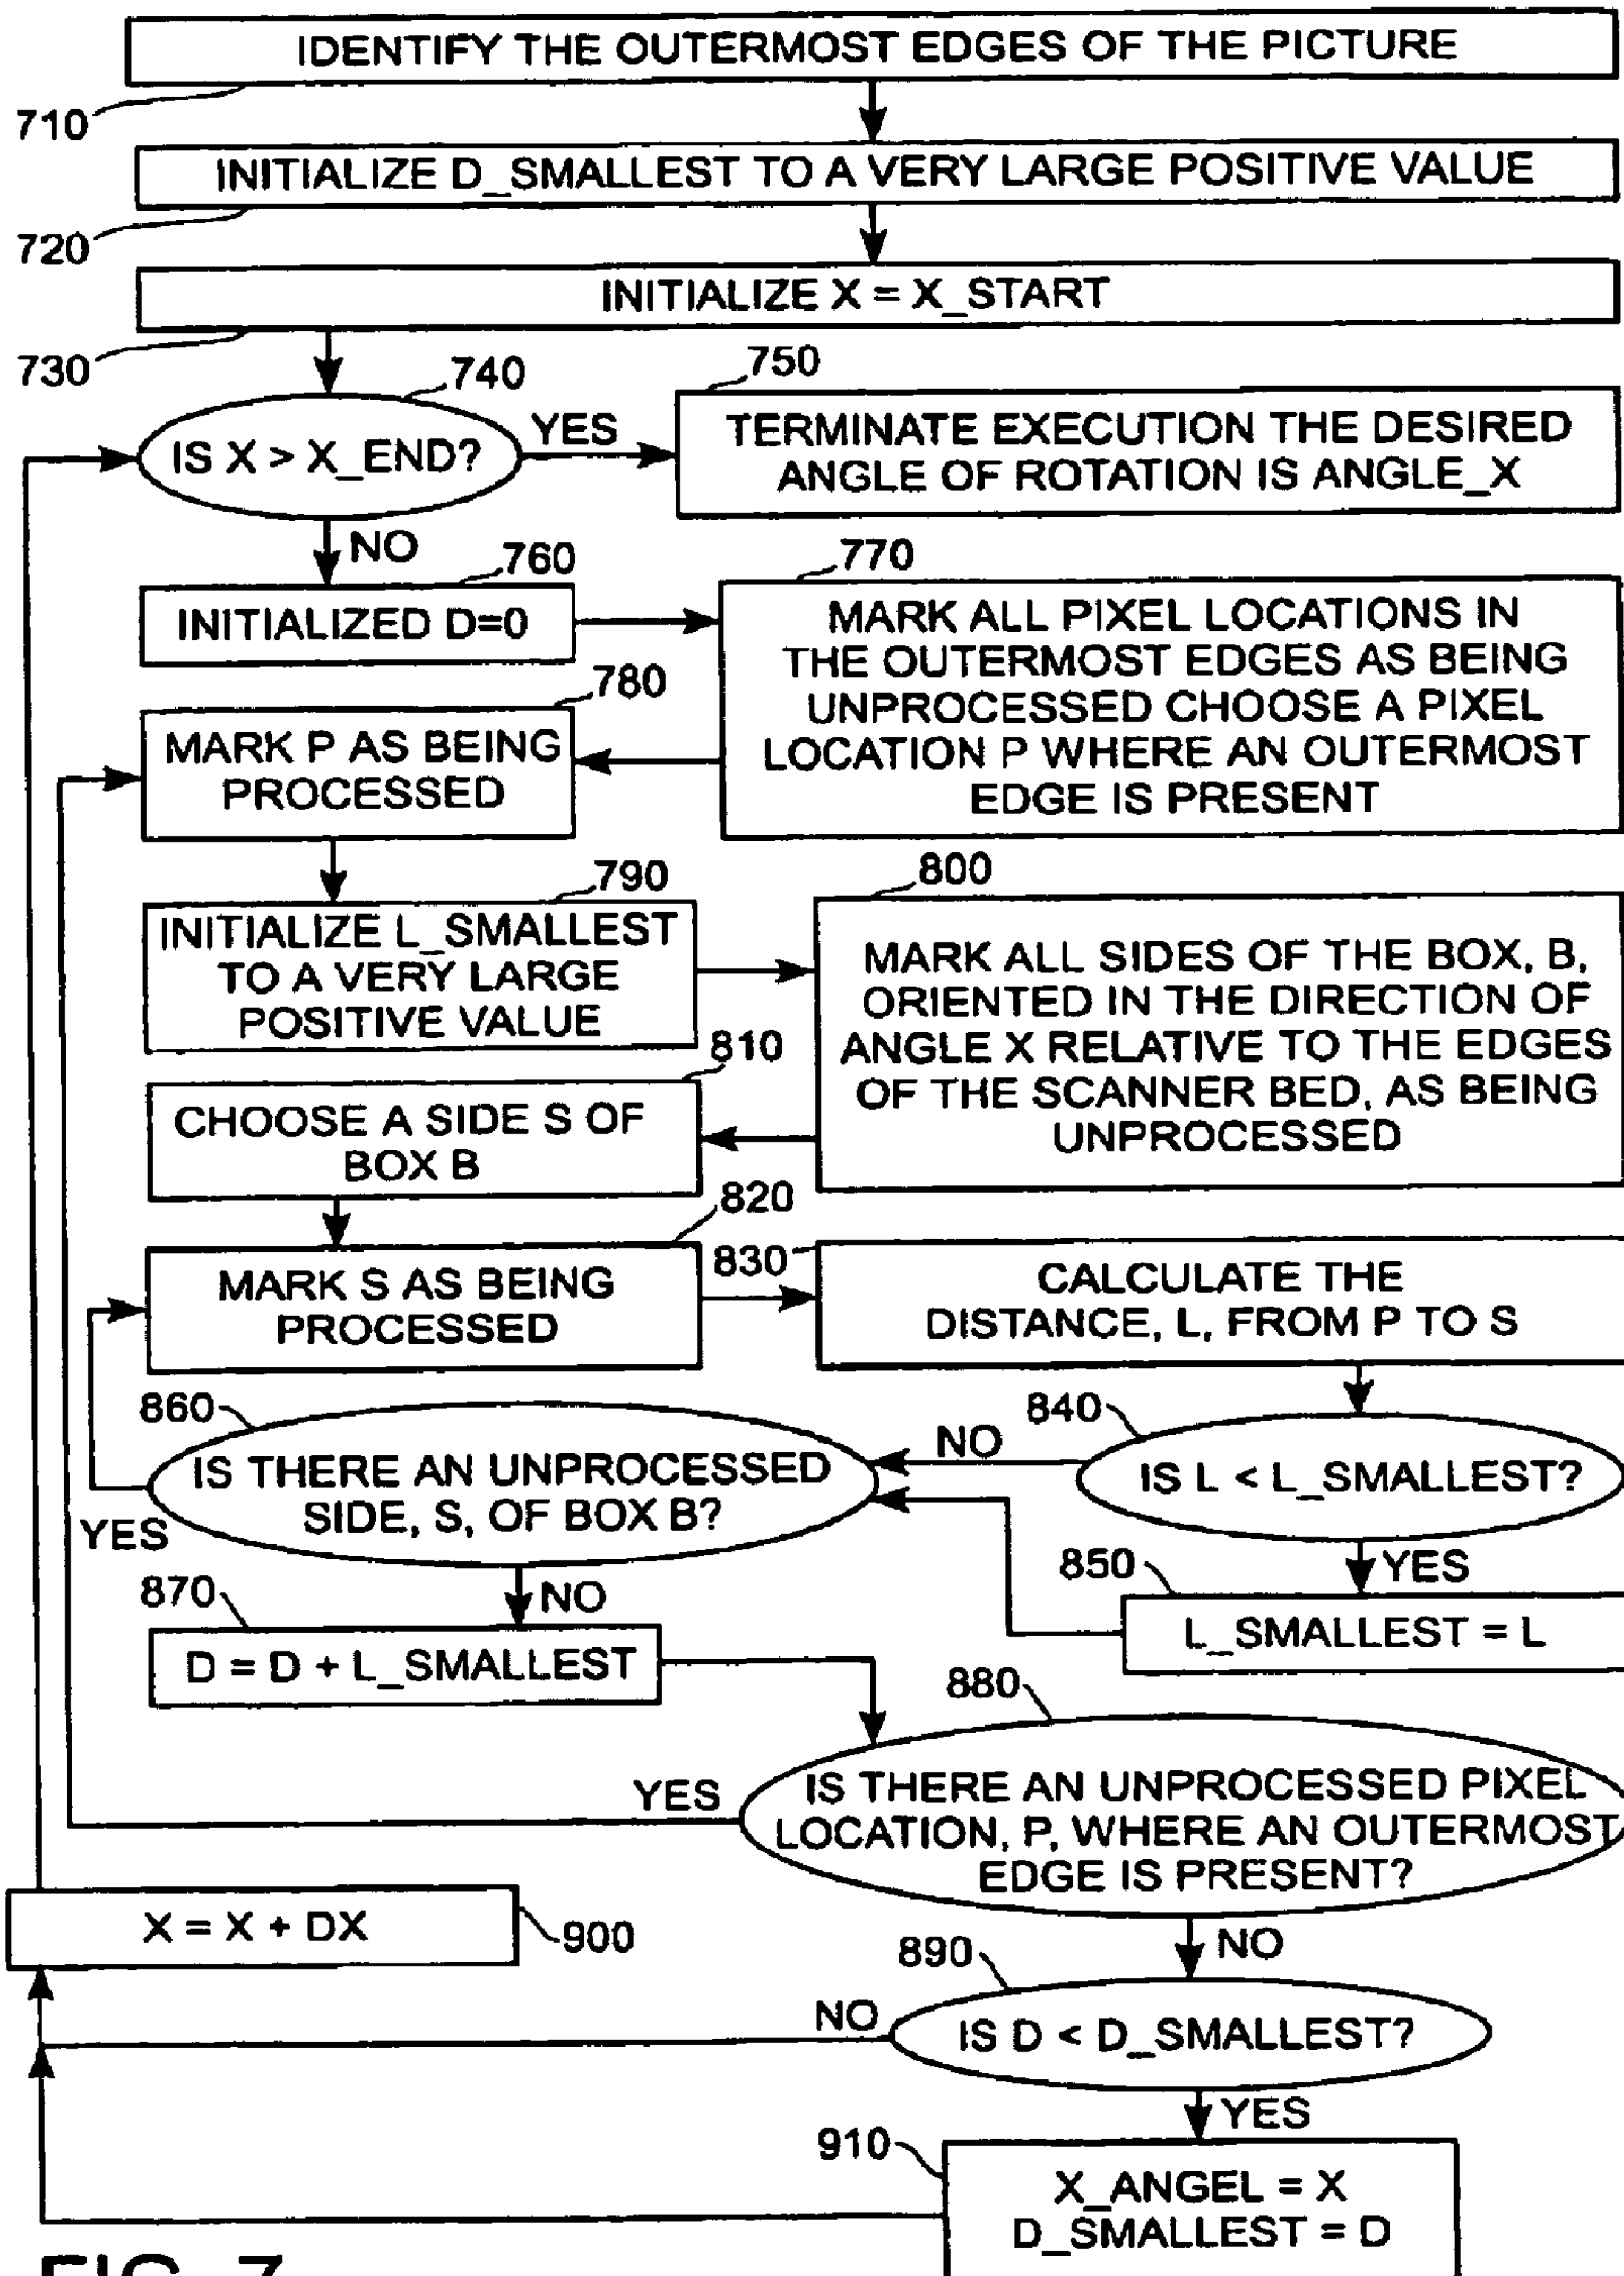 IDENTIFY THE OUTERMOST EDGES OF THE PICTURE
710
INITIALIZE D_SMALLEST TO A VERY LARGE POSITIVE VALUE
720
INITIALIZE X = X_START
730
740
IS X > X_END?
YES
750
TERMINATE EXECUTION THE DESIRED
ANGLE OF ROTATION IS ANGLE_X
NO
760
INITIALIZED D=0
770
MARK ALL PIXEL LOCATIONS IN
THE OUTERMOST EDGES AS BEING
UNPROCESSED CHOOSE A PIXEL
LOCATION P WHERE AN OUTERMOST
EDGE IS PRESENT
780
MARK P AS BEING
PROCESSED
790
INITIALIZE L_SMALLEST
TO A VERY LARGE
POSITIVE VALUE
800
MARK ALL SIDES OF THE BOX, B,
ORIENTED IN THE DIRECTION OF
ANGLE X RELATIVE TO THE EDGES
OF THE SCANNER BED, AS BEING
UNPROCESSED
810
CHOOSE A SIDE S OF
BOX B
820
MARK S AS BEING
PROCESSED
830
CALCULATE THE
DISTANCE, L, FROM P TO S
840
IS L < L_SMALLEST?
NO
YES
850
L_SMALLEST = L
860
IS THERE AN UNPROCESSED
SIDE, S, OF BOX B?
YES
NO
870
D = D + L_SMALLEST
880
IS THERE AN UNPROCESSED PIXEL
LOCATION, P, WHERE AN OUTERMOST
EDGE IS PRESENT?
YES
NO
X = X + DX
900
890
IS D < D_SMALLEST?
NO
YES
910
X_ANGEL = X
D_SMALLEST = D
FIG. 7